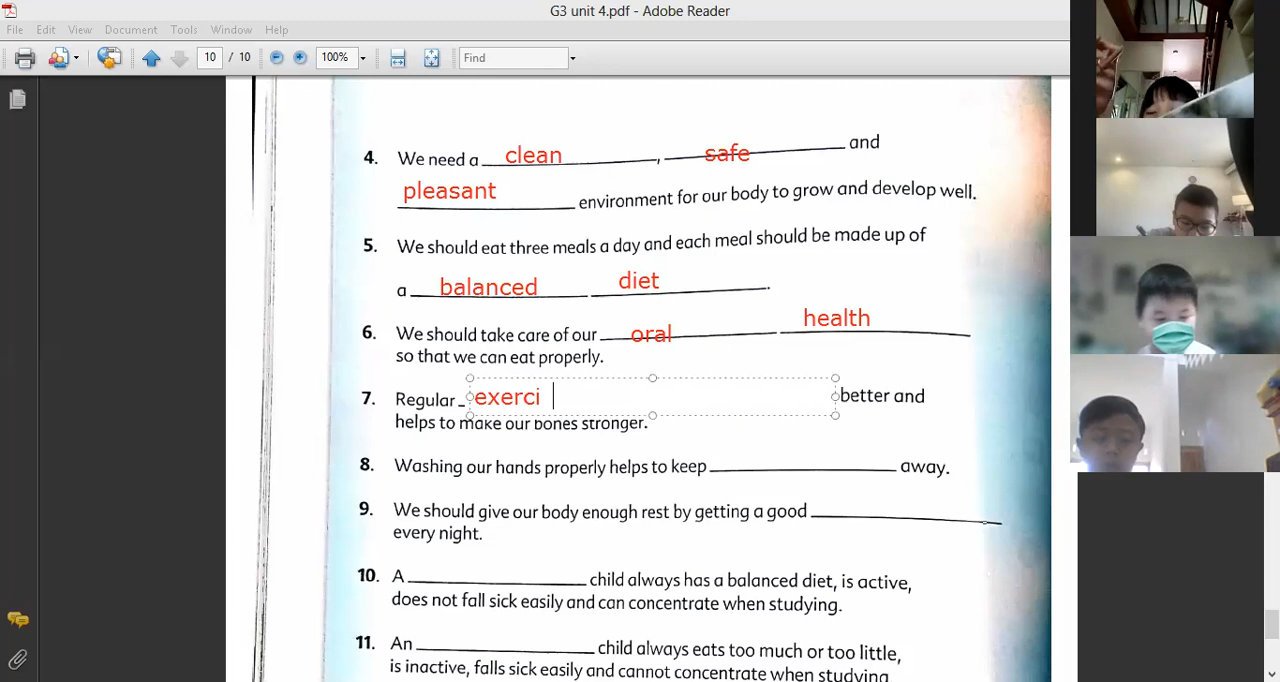 G3 unit 4.pdf - Adobe Reader
File Edit View Document Tools Window Help
10 / 10 100% Find
4. We need a clean, safe and
pleasant environment for our body to grow and develop well.
5. We should eat three meals a day and each meal should be made up of
a balanced diet.
6. We should take care of our oral health
so that we can eat properly.
7. Regular exerci better and
helps to make our bones stronger.
8. Washing our hands properly helps to keep away.
9. We should give our body enough rest by getting a good
every night.
10. A child always has a balanced diet, is active,
does not fall sick easily and can concentrate when studying.
11. An child always eats too much or too little,
is inactive, falls sick easily and cannot concentrate when studying